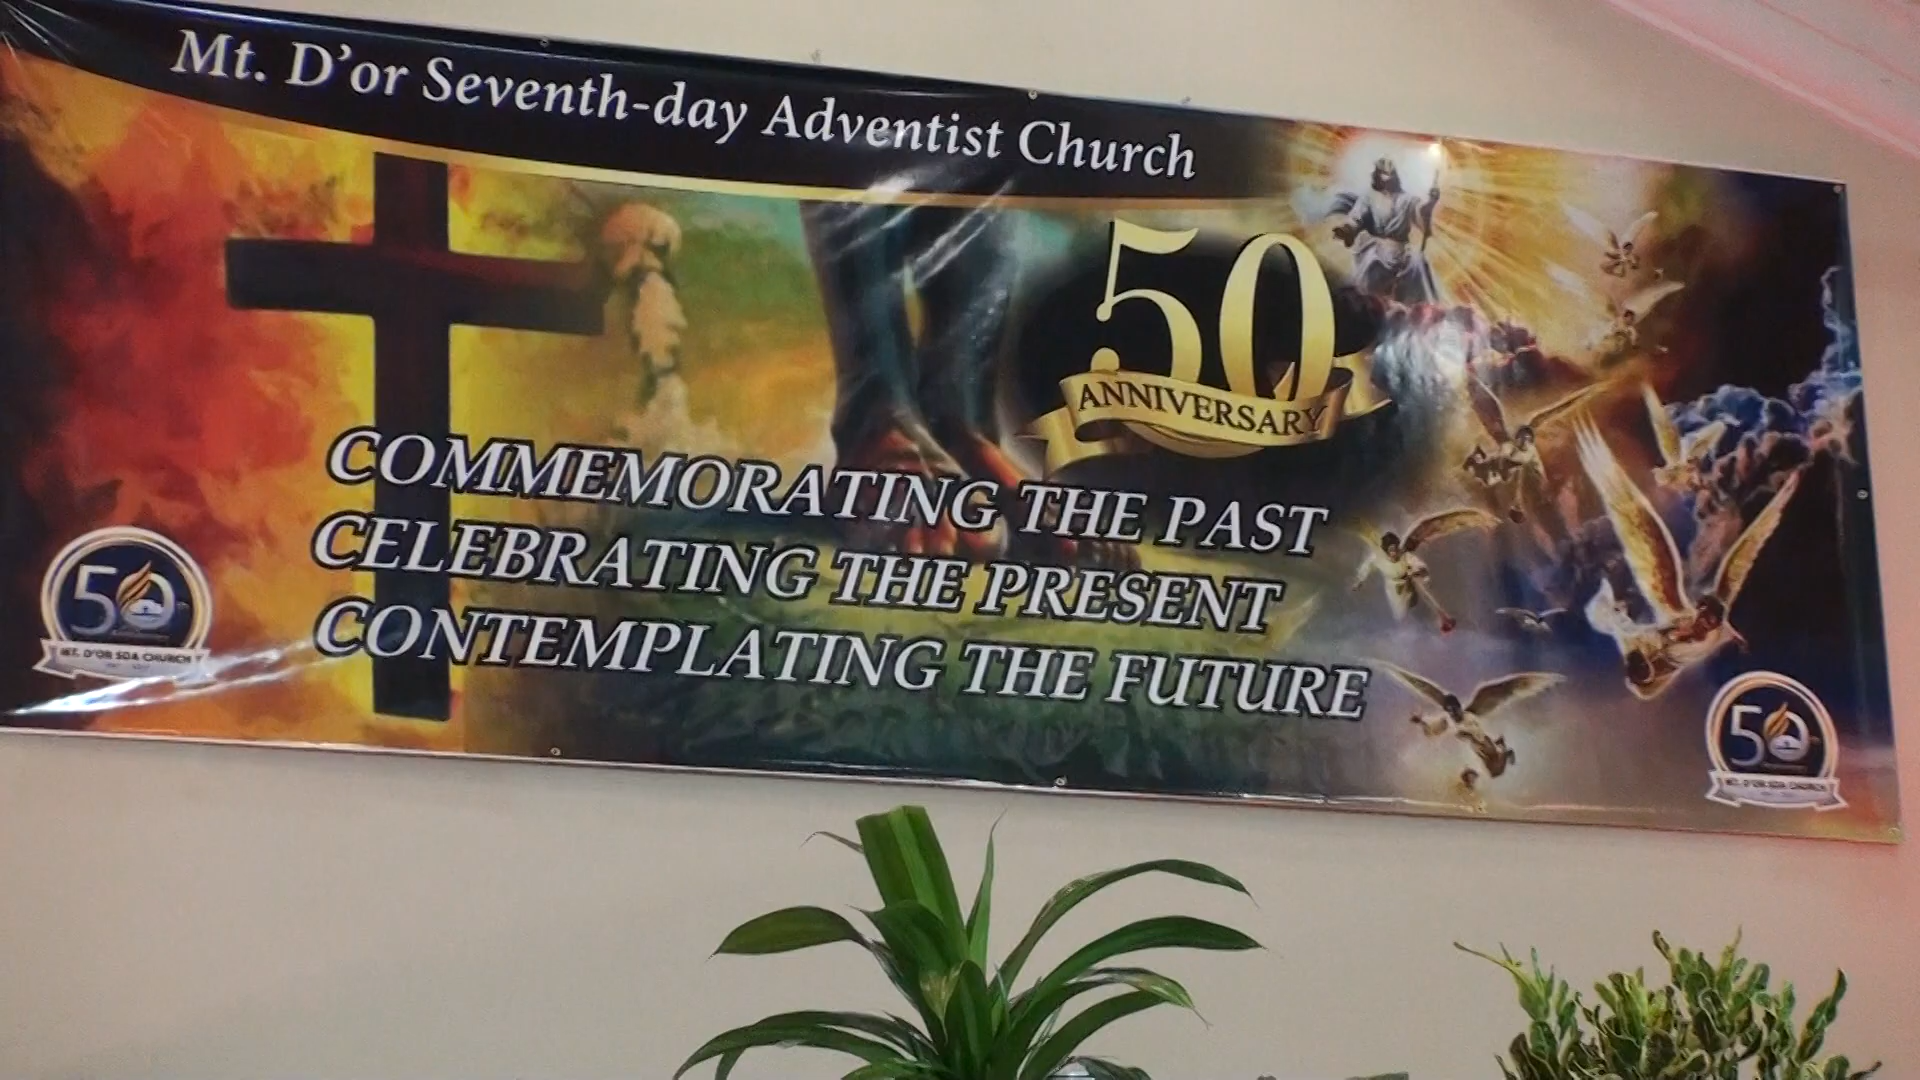 Mt. D'or Seventh-day Adventist Church
50
ANNIVERSARY
COMMEMORATING THE PAST
CELEBRATING THE PRESENT
CONTEMPLATING THE FUTURE
50
MT. D'OR SDA CHURCH
50
MT. D'OR SDA CHURCH